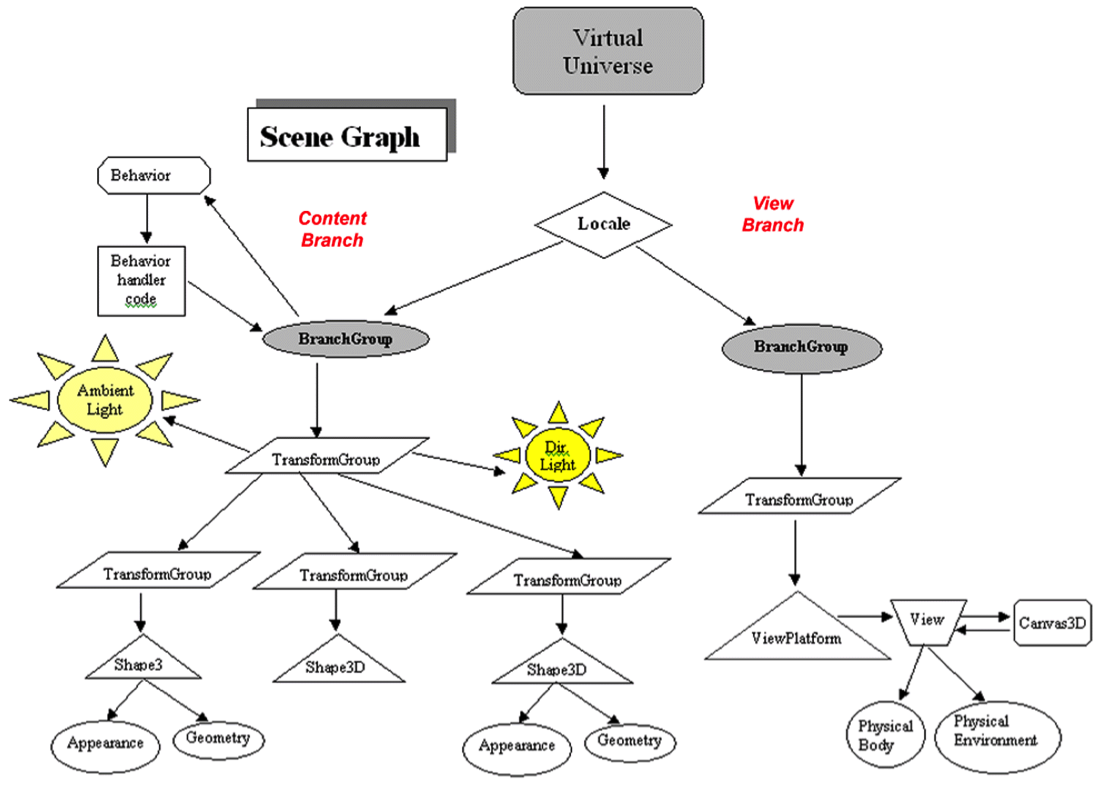 Virtual
Universe
Scene Graph
Behavior
Content
Branch
View
Branch
Locale
Behavior
handler
code
BranchGroup
BranchGroup
Ambient
Light
Dir
Light
TransformGroup
TransformGroup
TransformGroup
TransformGroup
TransformGroup
View
Canvas3D
ViewPlatform
Shape3
Shape3D
Shape3D
Appearance
Geometry
Appearance
Geometry
Physical
Body
Physical
Environment